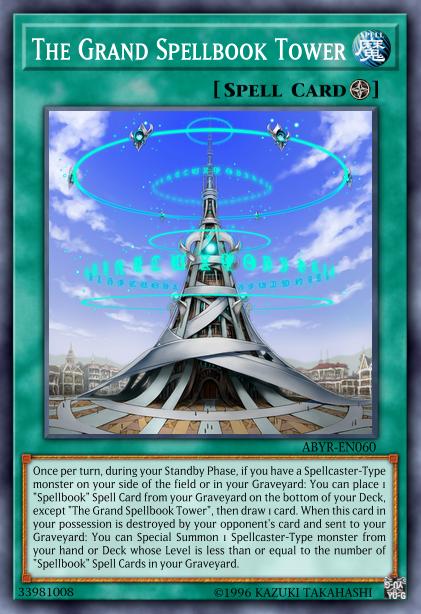 THE GRAND SPELLBOOK TOWER
SPELL
魔
[SPELL CARD]
ABYR-EN060
Once per turn, during your Standby Phase, if you have a Spellcaster-Type
monster on your side of the field or in your Graveyard: You can place 1
"Spellbook" Spell Card from your Graveyard on the bottom of your Deck,
except "The Grand Spellbook Tower", then draw 1 card. When this card in
your possession is destroyed by your opponent's card and sent to your
Graveyard: You can Special Summon 1 Spellcaster-Type monster from
your hand or Deck whose Level is less than or equal to the number of
"Spellbook" Spell Cards in your Graveyard.
33981008
©1996 KAZUKI TAKAHASHI